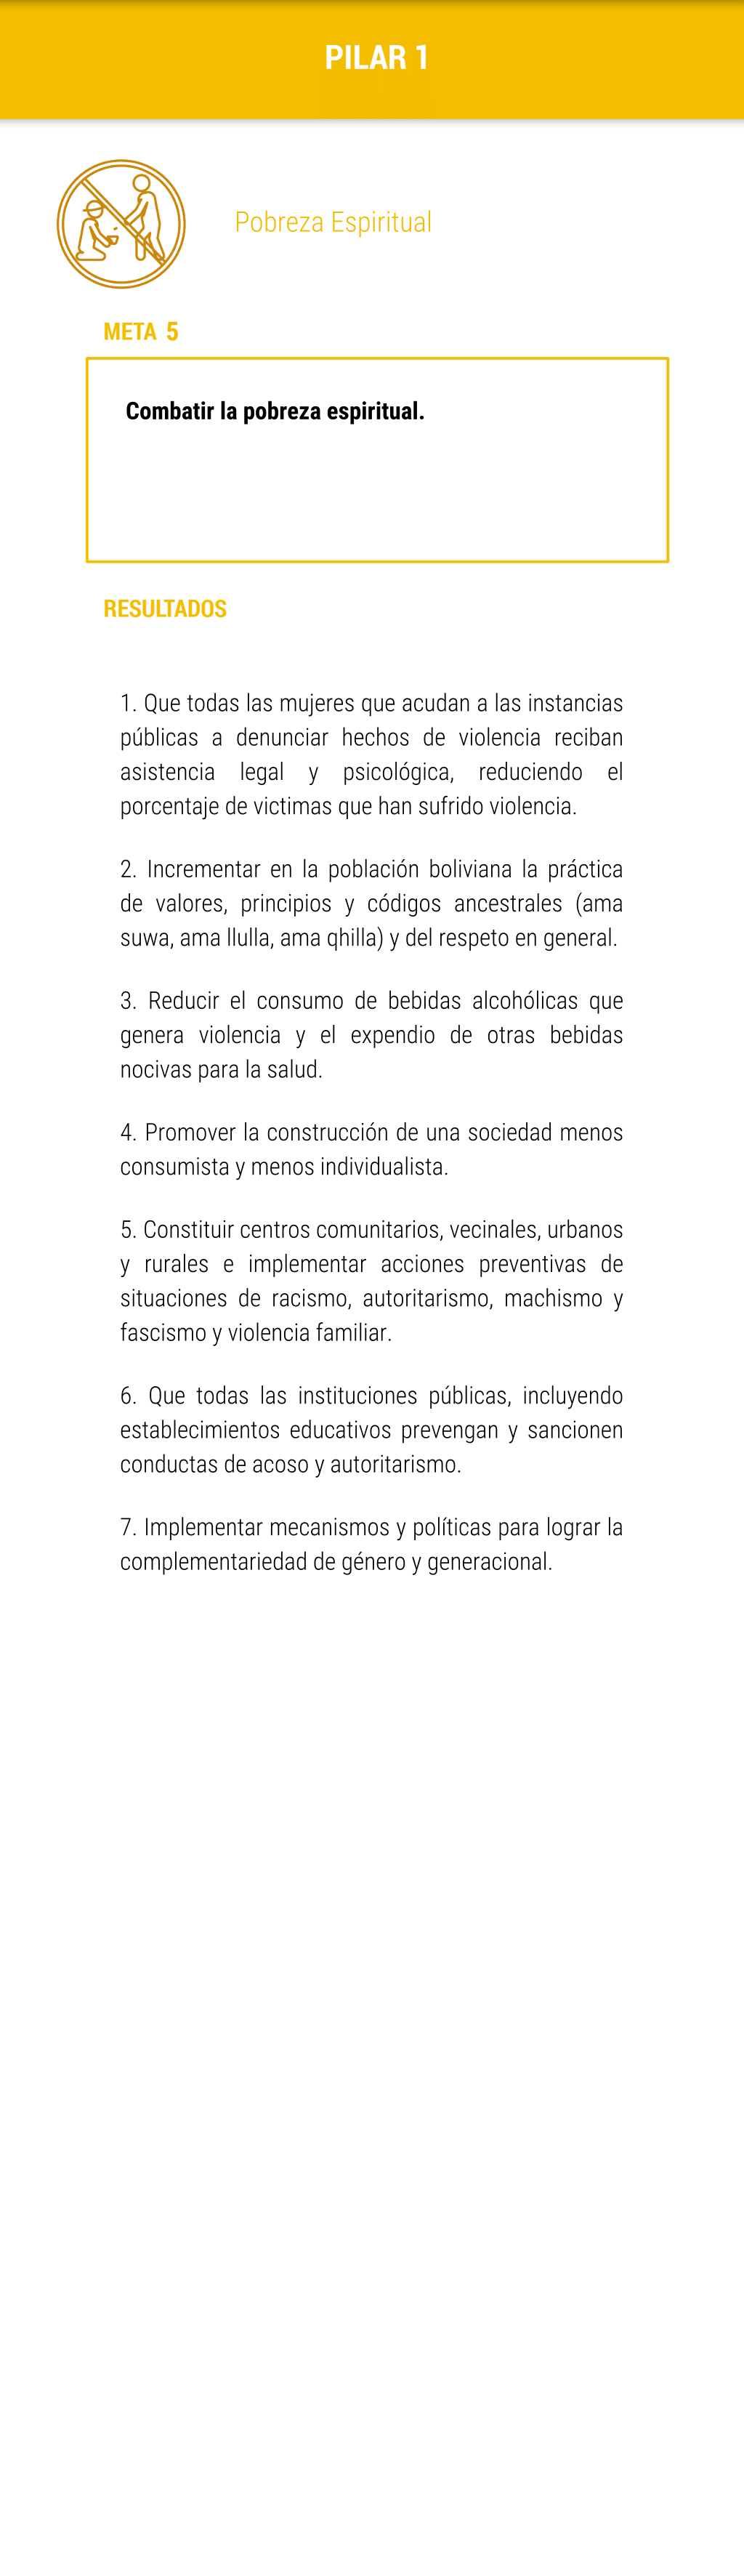 PILAR 1
Pobreza Espiritual
META 5
Combatir la pobreza espiritual.
RESULTADOS
1. Que todas las mujeres que acudan a las instancias
públicas a denunciar hechos de violencia reciban
asistencia legal y psicológica, reduciendo el
porcentaje de victimas que han sufrido violencia.
2. Incrementar en la población boliviana la práctica
de valores, principios y códigos ancestrales (ama
suwa, ama llulla, ama qhilla) y del respeto en general.
3. Reducir el consumo de bebidas alcohólicas que
genera violencia y el expendio de otras bebidas
nocivas para la salud.
4. Promover la construcción de una sociedad menos
consumista y menos individualista.
5. Constituir centros comunitarios, vecinales, urbanos
y rurales e implementar acciones preventivas de
situaciones de racismo, autoritarismo, machismo y
fascismo y violencia familiar.
6. Que todas las instituciones públicas, incluyendo
establecimientos educativos prevengan y sancionen
conductas de acoso y autoritarismo.
7. Implementar mecanismos y políticas para lograr la
complementariedad de género y generacional.